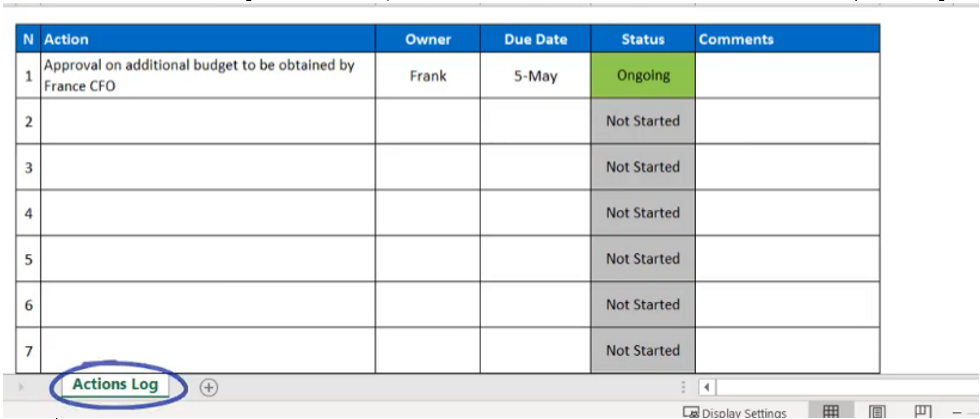 N Action Owner Due Date Status Comments
1 Approval on additional budget to be obtained by France CFO Frank 5-May Ongoing
2 Not Started
3 Not Started
4 Not Started
5 Not Started
6 Not Started
7 Not Started
Actions Log
Display Settings